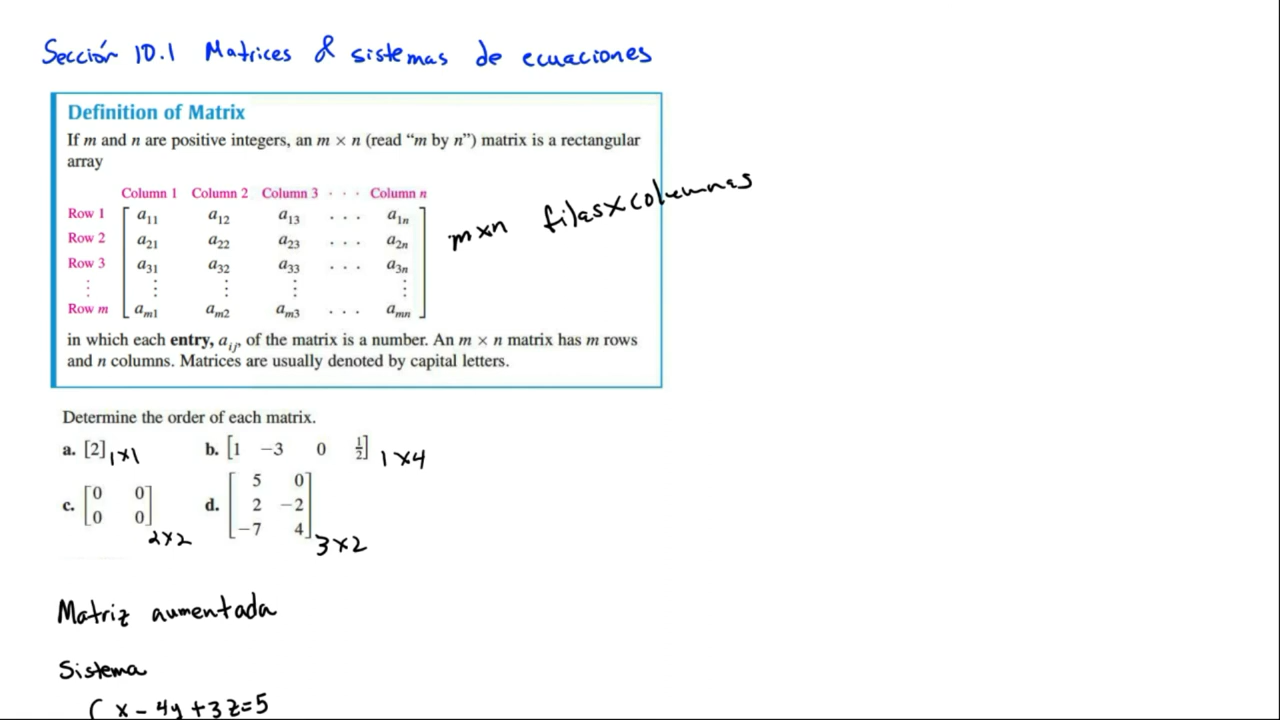 Sección 10.1 Matrices & sistemas de ecuaciones
Definition of Matrix
If m and n are positive integers, an m × n (read “m by n”) matrix is a rectangular
array
Column 1 Column 2 Column 3 · · · Column n
Row 1 a11 a12 a13 . . . a1n
Row 2 a21 a22 a23 . . . a2n
Row 3 a31 a32 a33 . . . a3n
⋮ ⋮ ⋮ ⋮ ⋮
Row m am1 am2 am3 . . . amn
m×n filas×columnas
in which each entry, aij, of the matrix is a number. An m × n matrix has m rows
and n columns. Matrices are usually denoted by capital letters.
Determine the order of each matrix.
a. [2] 1×1 b. [1 −3 0 1/2] 1×4
c. [0 0
0 0] 2×2
d. [5 0
2 −2
−7 4] 3×2
Matriz aumentada
Sistema
( x - 4y + 3z = 5